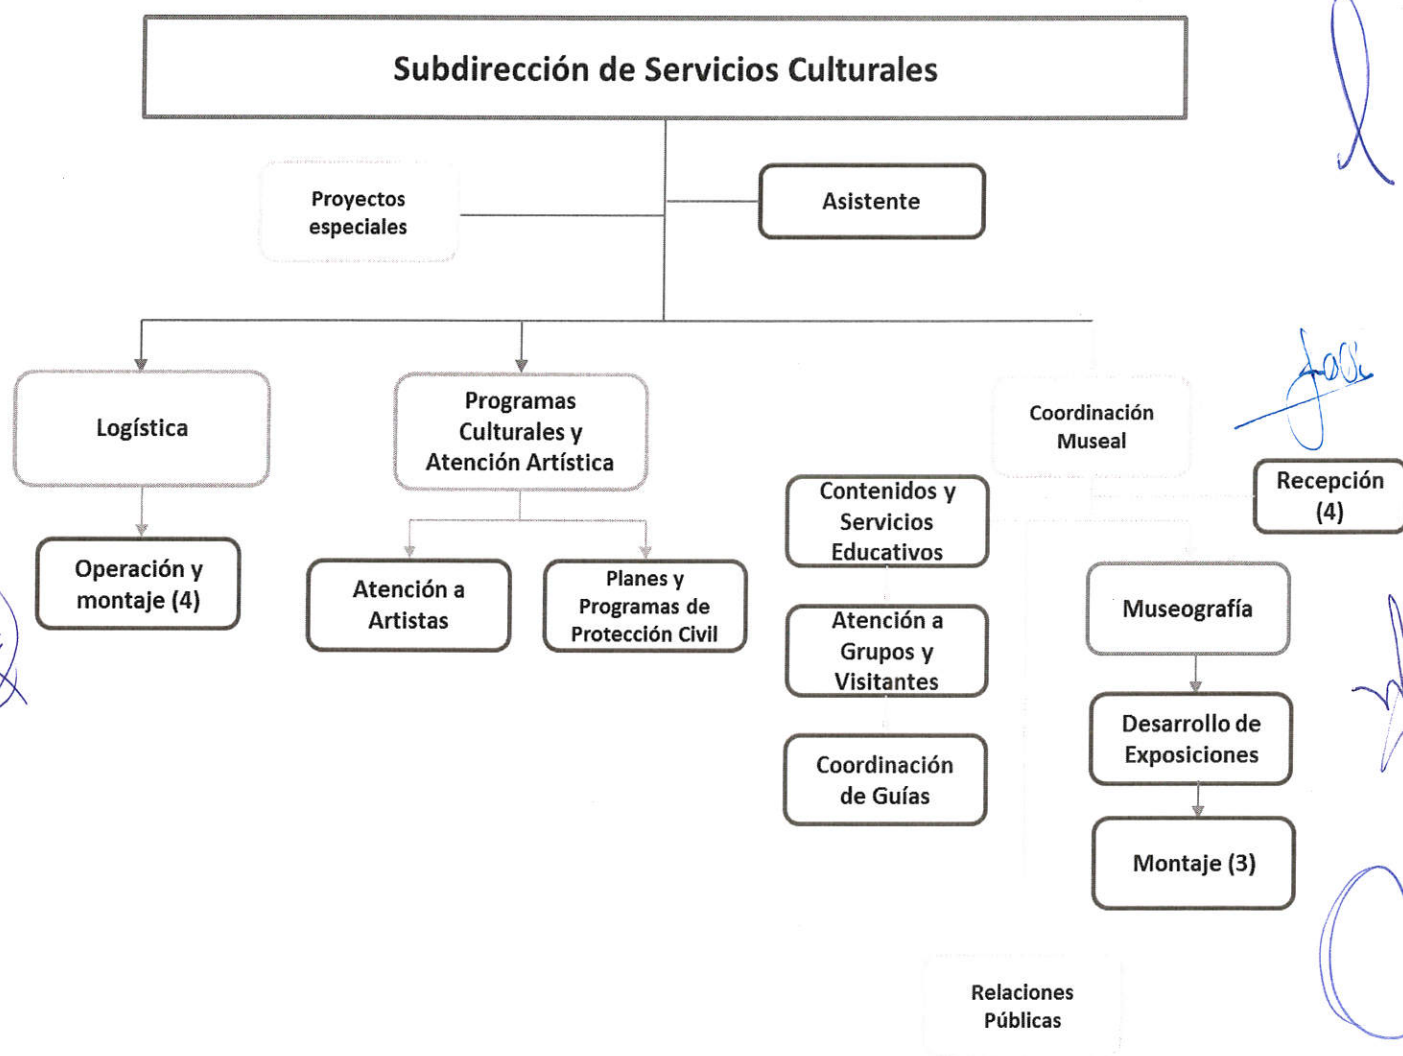 Subdirección de Servicios Culturales
Proyectos
especiales
Asistente
Logística
Programas
Culturales y
Atención Artística
Coordinación
Museal
Recepción
(4)
Contenidos y
Servicios
Educativos
Operación y
montaje (4)
Atención a
Artistas
Planes y
Programas de
Protección Civil
Museografía
Atención a
Grupos y
Visitantes
Desarrollo de
Exposiciones
Coordinación
de Guías
Montaje (3)
Relaciones
Públicas